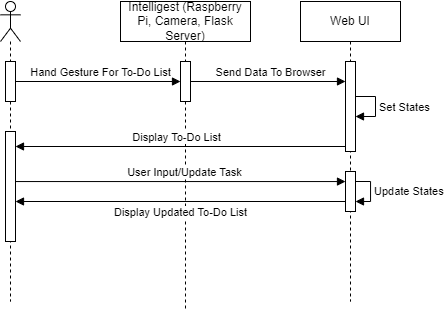 Intelligest (Raspberry
Pi, Camera, Flask
Server)
Web UI
Hand Gesture For To-Do List
Send Data To Browser
Set States
Display To-Do List
User Input/Update Task
Update States
Display Updated To-Do List